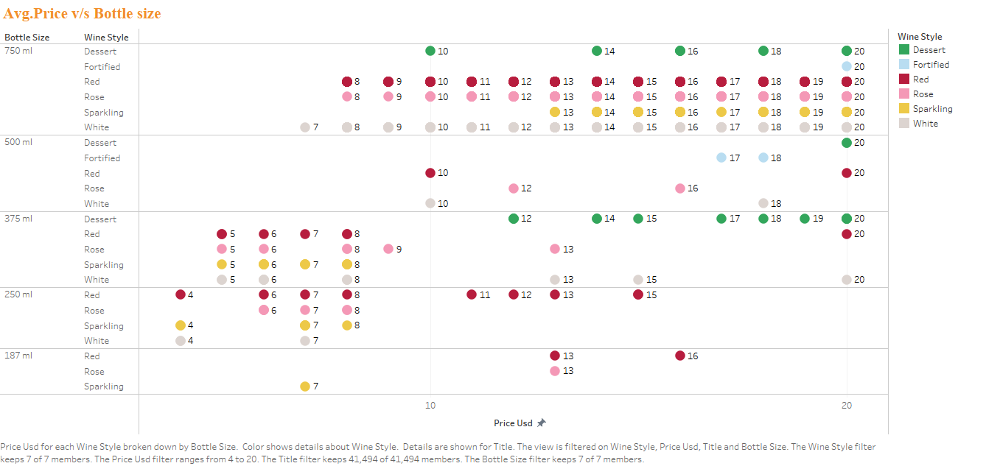 Avg.Price v/s Bottle size
Bottle Size Wine Style
750 ml Dessert 10 14 16 18 20
Fortified 20
Red 8 9 10 11 12 13 14 15 16 17 18 19 20
Rose 8 9 10 11 12 13 14 15 16 17 18 19 20
Sparkling 13 14 15 16 17 18 19 20
White 7 8 9 10 11 12 13 14 15 16 17 18 19 20
500 ml Dessert 20
Fortified 17 18
Red 10 20
Rose 12 16
White 10 18
375 ml Dessert 12 14 15 17 18 19 20
Red 5 6 7 8 20
Rose 5 6 8 9 13
Sparkling 5 6 7 8
White 5 6 8 13 15 20
250 ml Red 4 6 7 8 11 12 13 15
Rose 6 7 8
Sparkling 4 7 8
White 4 7
187 ml Red 13 16
Rose 13
Sparkling 7
10 20
Price Usd
Wine Style
Dessert
Fortified
Red
Rose
Sparkling
White
Price Usd for each Wine Style broken down by Bottle Size.  Color shows details about Wine Style.  Details are shown for Title. The view is filtered on Wine Style, Price Usd, Title and Bottle Size. The Wine Style filter
keeps 7 of 7 members. The Price Usd filter ranges from 4 to 20. The Title filter keeps 41,494 of 41,494 members. The Bottle Size filter keeps 7 of 7 members.